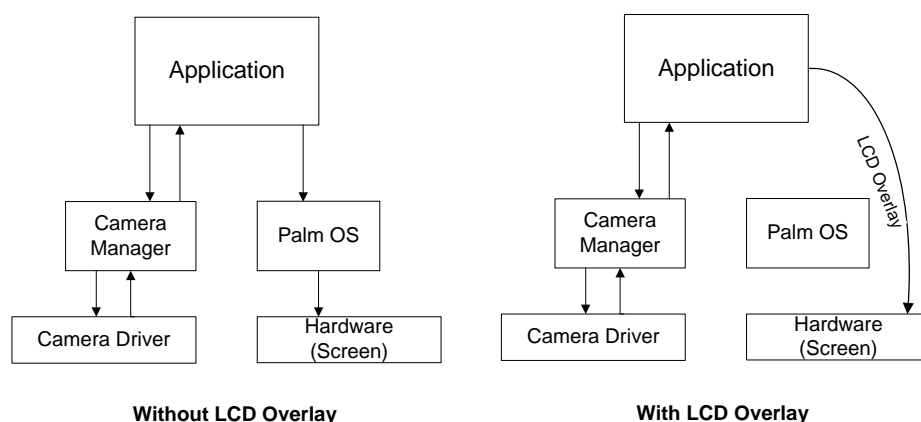 Application
Camera
Manager
Palm OS
Camera Driver
Hardware
(Screen)
Without LCD Overlay
Application
LCD Overlay
Camera
Manager
Palm OS
Camera Driver
Hardware
(Screen)
With LCD Overlay